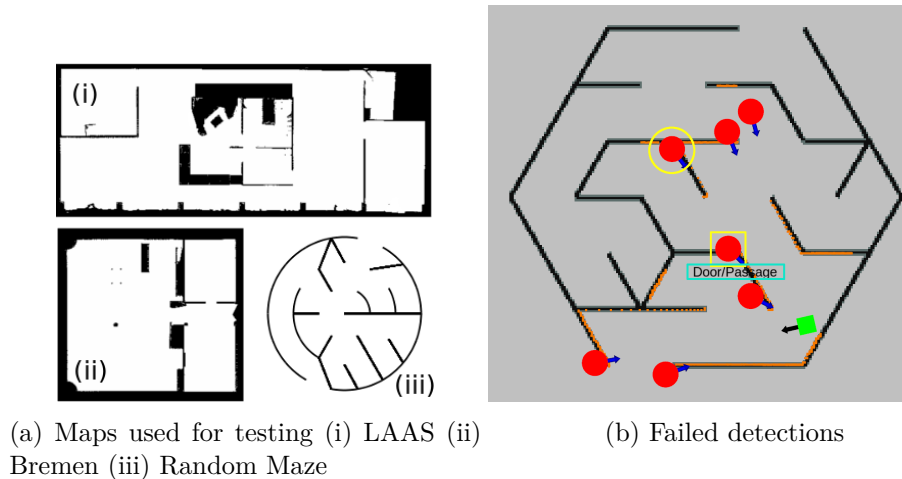 (i)
(ii)
(iii)
Door/Passage
(a) Maps used for testing (i) LAAS (ii)
Bremen (iii) Random Maze
(b) Failed detections